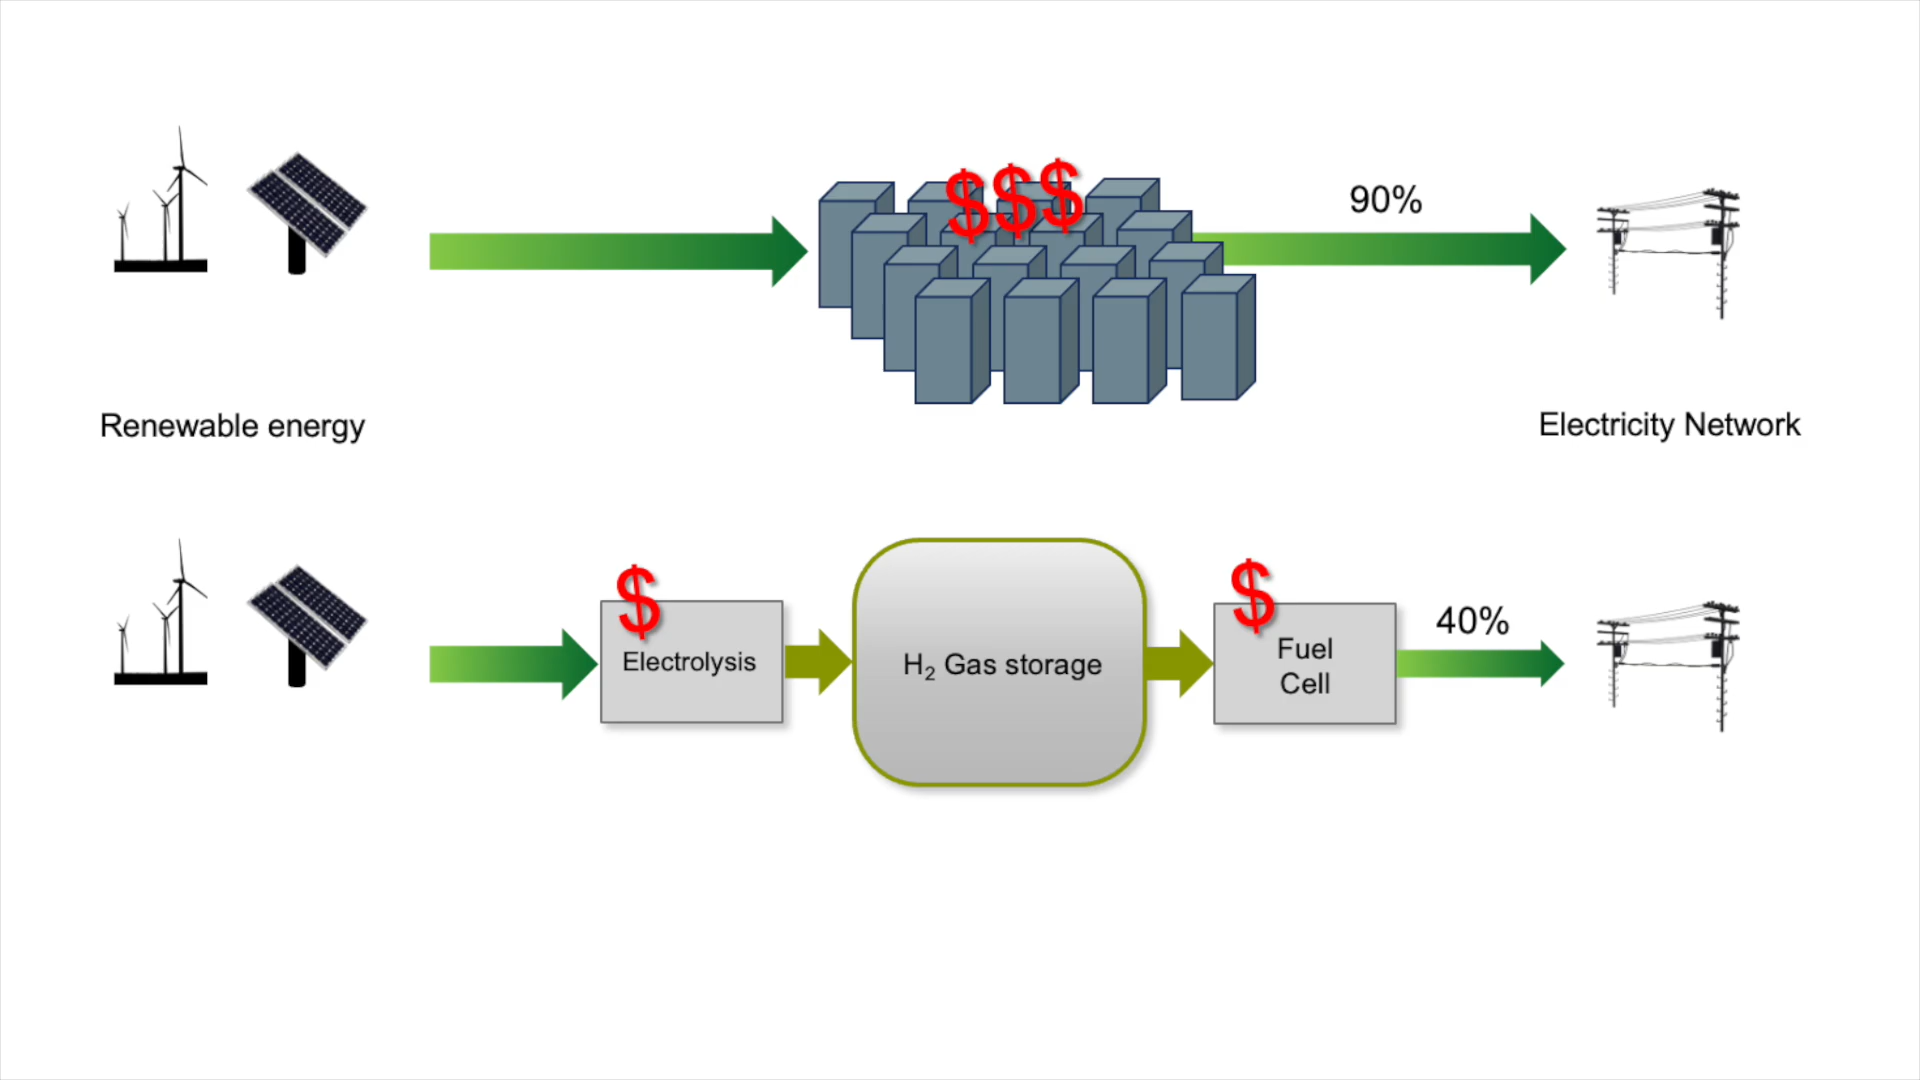 $$$
90%
Renewable energy
Electricity Network
$
$
Electrolysis
H₂ Gas storage
Fuel
Cell
40%